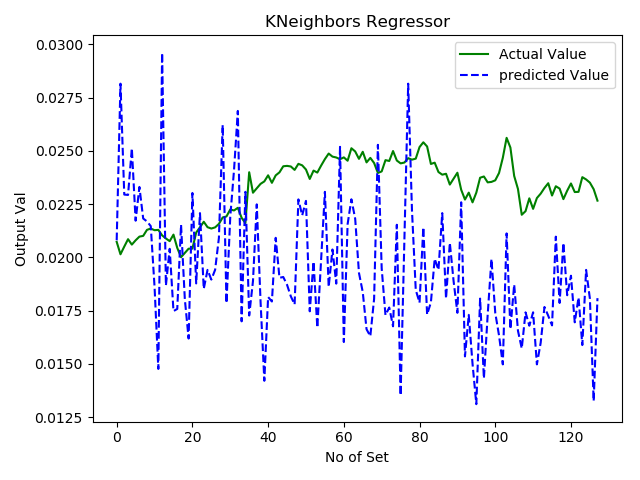 KNeighbors Regressor
Actual Value
predicted Value
Output Val
0.0300
0.0275
0.0250
0.0225
0.0200
0.0175
0.0150
0.0125
0 20 40 60 80 100 120
No of Set